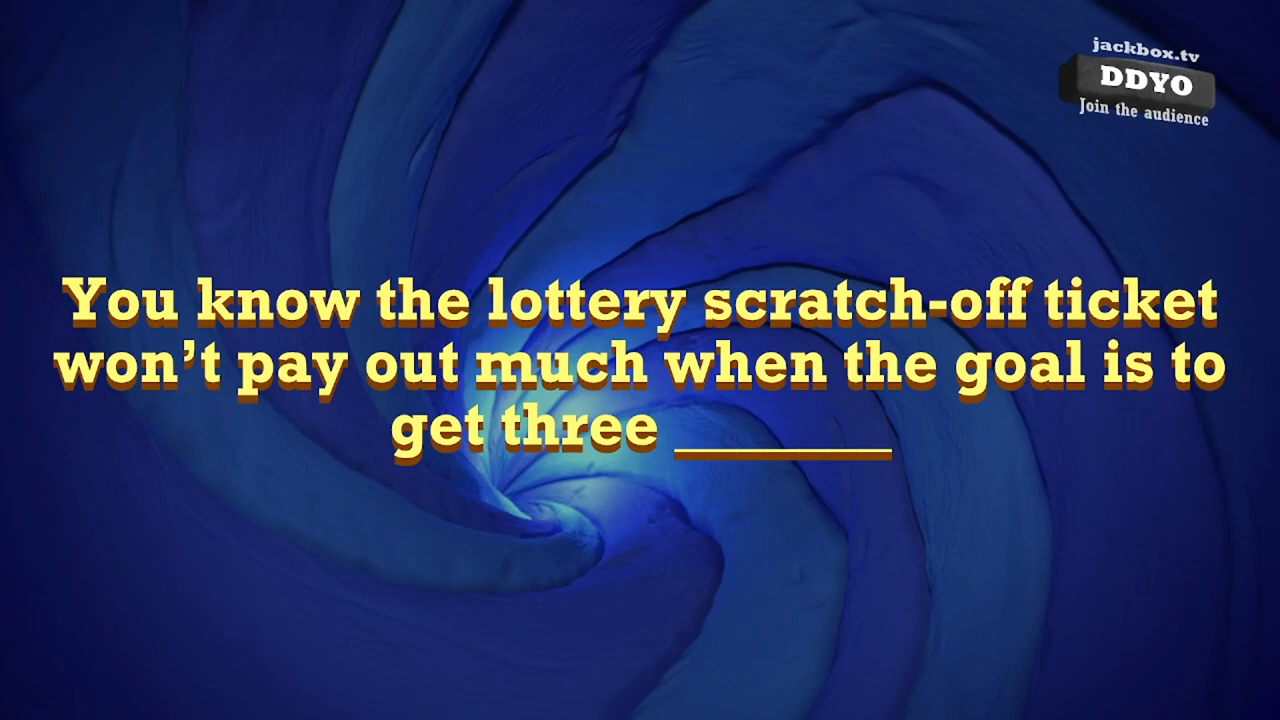 jackbox.tv
DDYO
Join the audience
You know the lottery scratch-off ticket
won't pay out much when the goal is to
get three ________